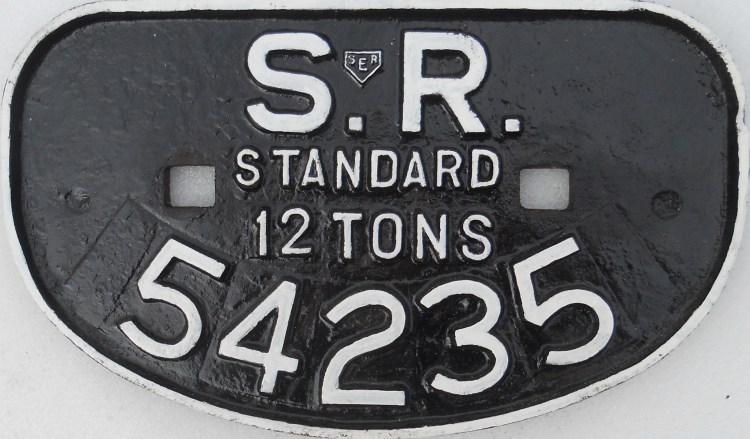 S.R.
SER
STANDARD
12 TONS
54235